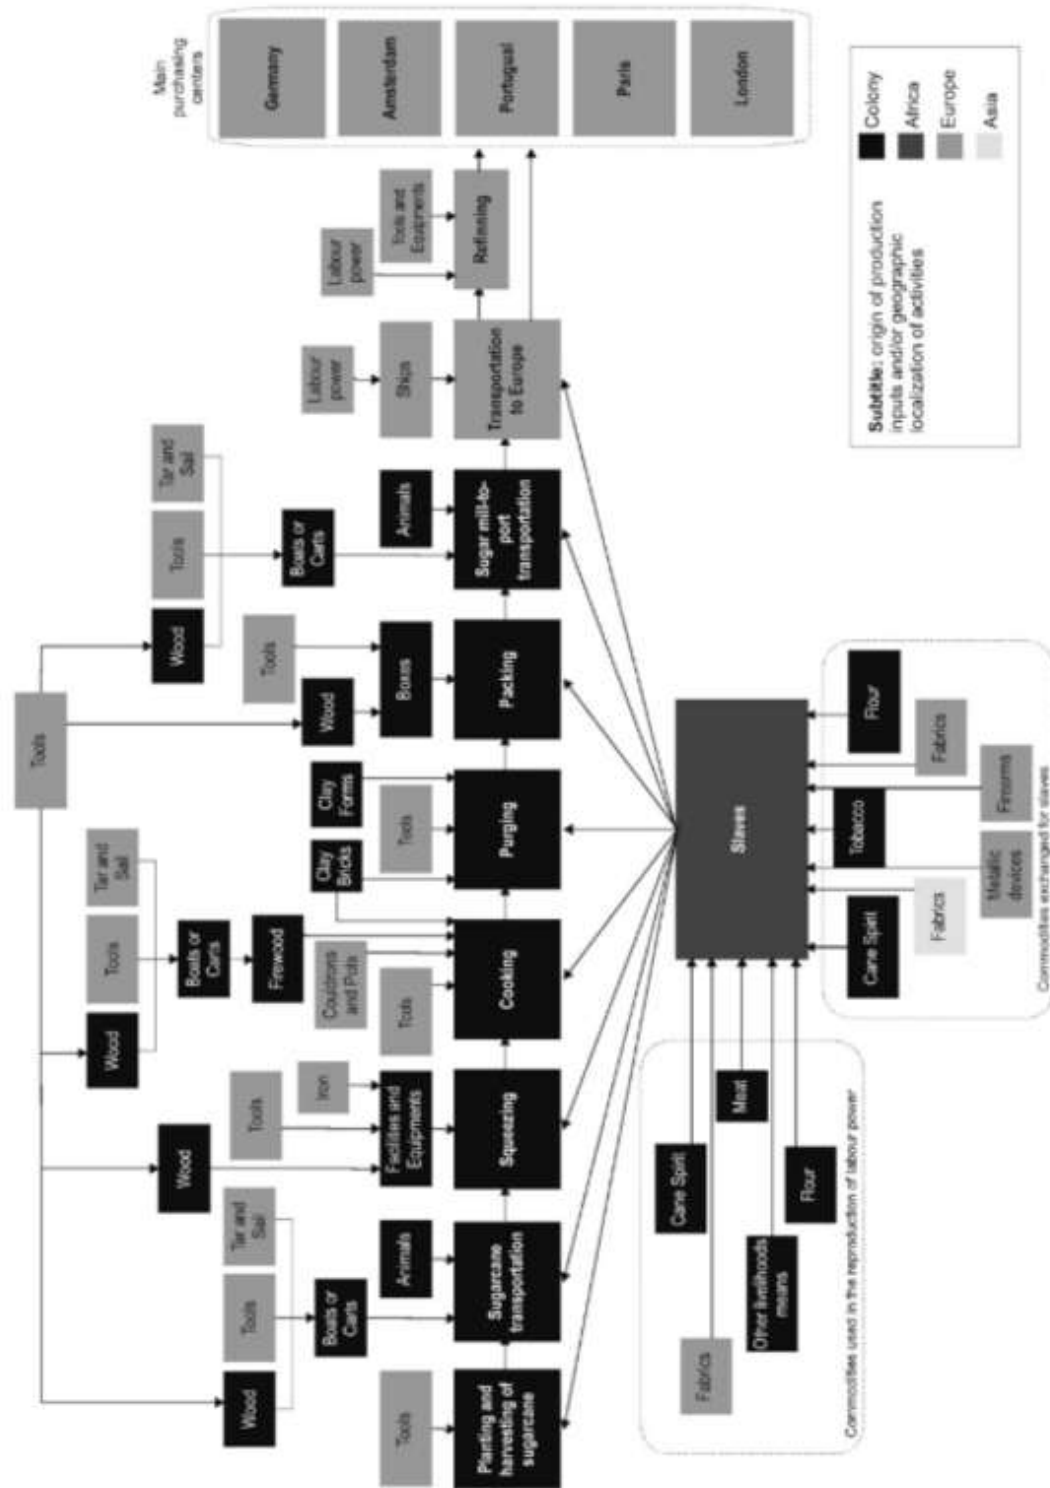 Tools
Main
purchasing
centers
Wood
Tools
Tar and
Sail
Wood
Tools
Tar and
Sail
Wood
Wood
Tools
Tar and
Sail
Boats or
Carts
Tools
Iron
Boats or
Carts
Firewood
Tools
Wood
Boats or
Carts
Labour
power
Labour
power
Germany
Tools
Animals
Facilities and
Equipments
Couldrons
and Pots
Tools
Clay
Bricks
Tools
Clay
Forms
Boxes
Animals
Ships
Tools and
Equipments
Amsterdam
Planting and
harvesting of
sugarcane
Sugarcane
transportation
Squeezing
Cooking
Purging
Packing
Sugar mill-to-
port
transportation
Transportation
to Europe
Refinning
Portugual
Paris
London
Slaves
Fabrics
Cane Spirit
Meat
Other livelihoods
means
Flour
Commodities used in the reproduction of labour power
Cane Spirit
Tobacco
Flour
Fabrics
Fabrics
Metallic
devices
Firearms
Commodities exchanged for slaves
Subtitle: origin of production
inputs and/or geographic
localization of activities
Colony
Africa
Europe
Asia